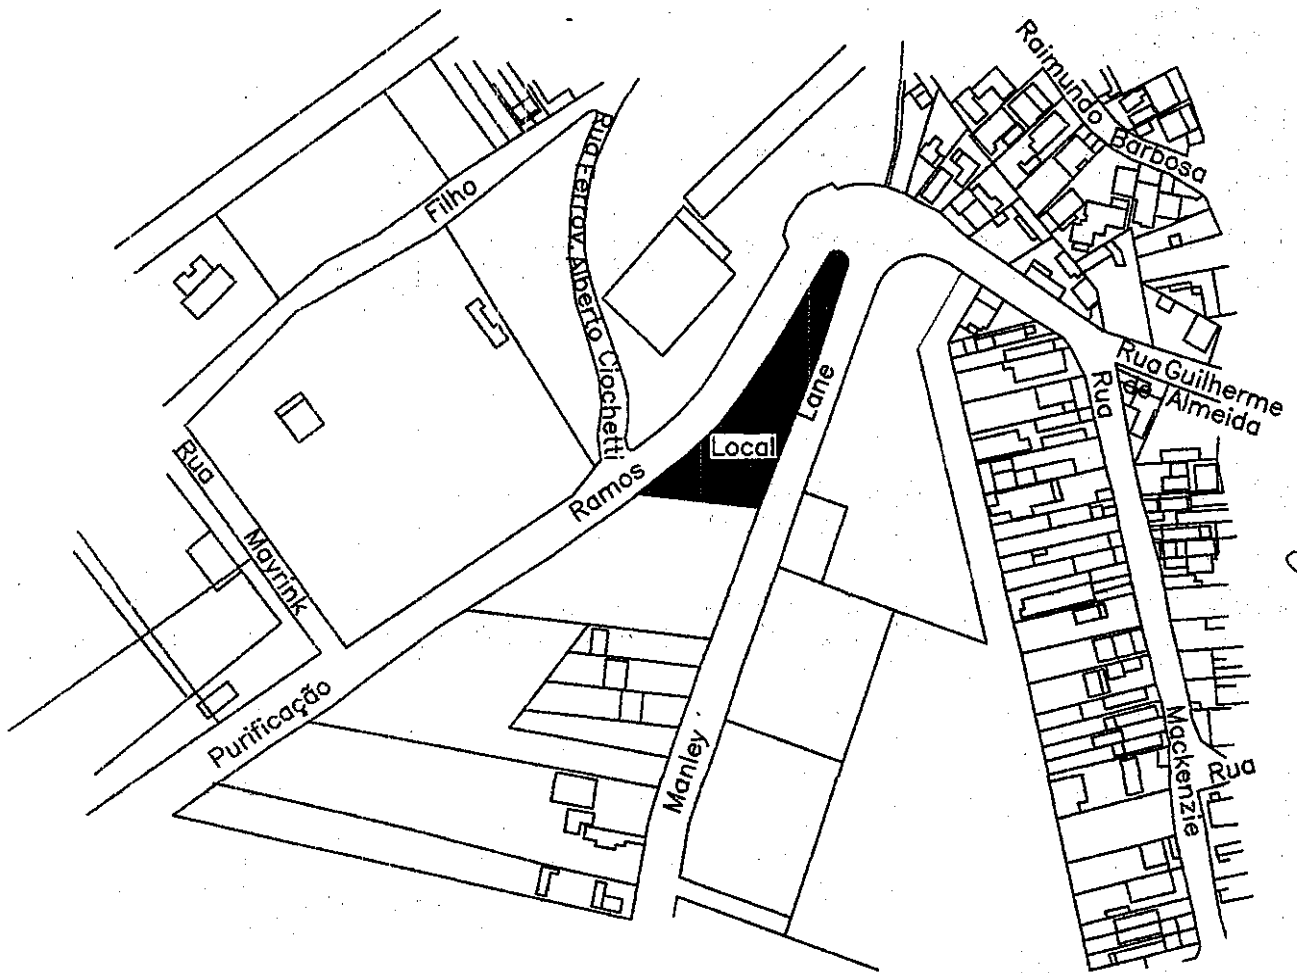 Raimundo
Barbosa
Filho
Rua Ferrov. Alberto Ciochetti
Rua Guilherme
de Almeida
Rua
Lane
Local
Rua
Ramos
Mayrink
Purificação
Manley
Mackenzie
Rua